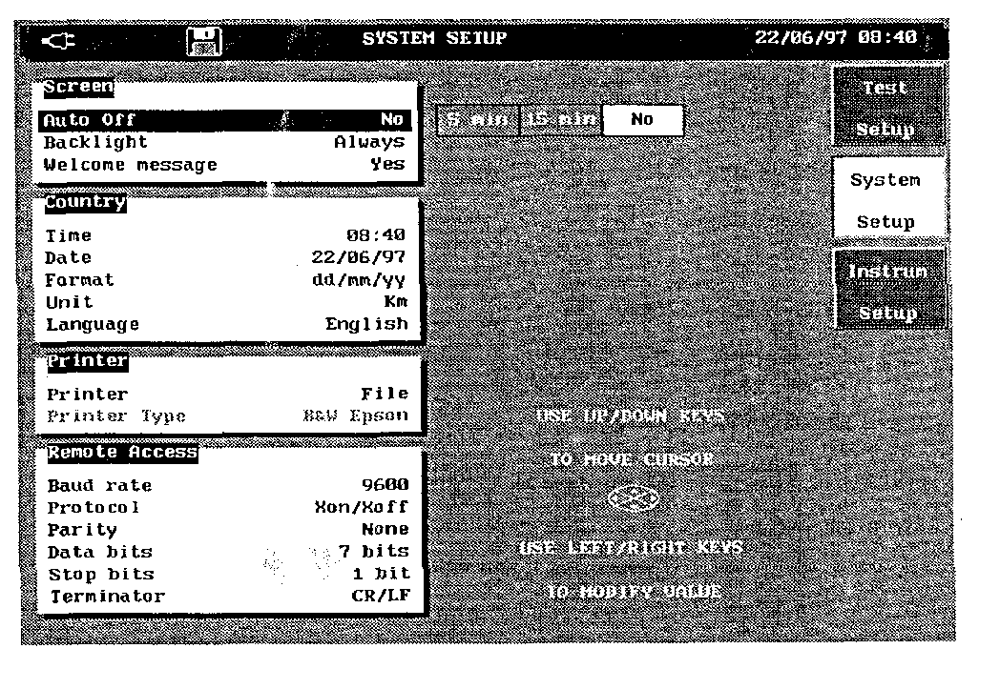 SYSTEM SETUP 22/06/97 08:40
Screen
Auto Off No
Backlight Always
Welcome message Yes
5 min 15 min No
Country
Time 08:40
Date 22/06/97
Format dd/mm/yy
Unit Km
Language English
Printer
Printer File
Printer Type B&W Epson
Remote Access
Baud rate 9600
Protocol Xon/Xoff
Parity None
Data bits 7 bits
Stop bits 1 bit
Terminator CR/LF
USE UP/DOWN KEYS
TO MOVE CURSOR
USE LEFT/RIGHT KEYS
TO MODIFY VALUE
Test
Setup
System
Setup
Instrum
Setup